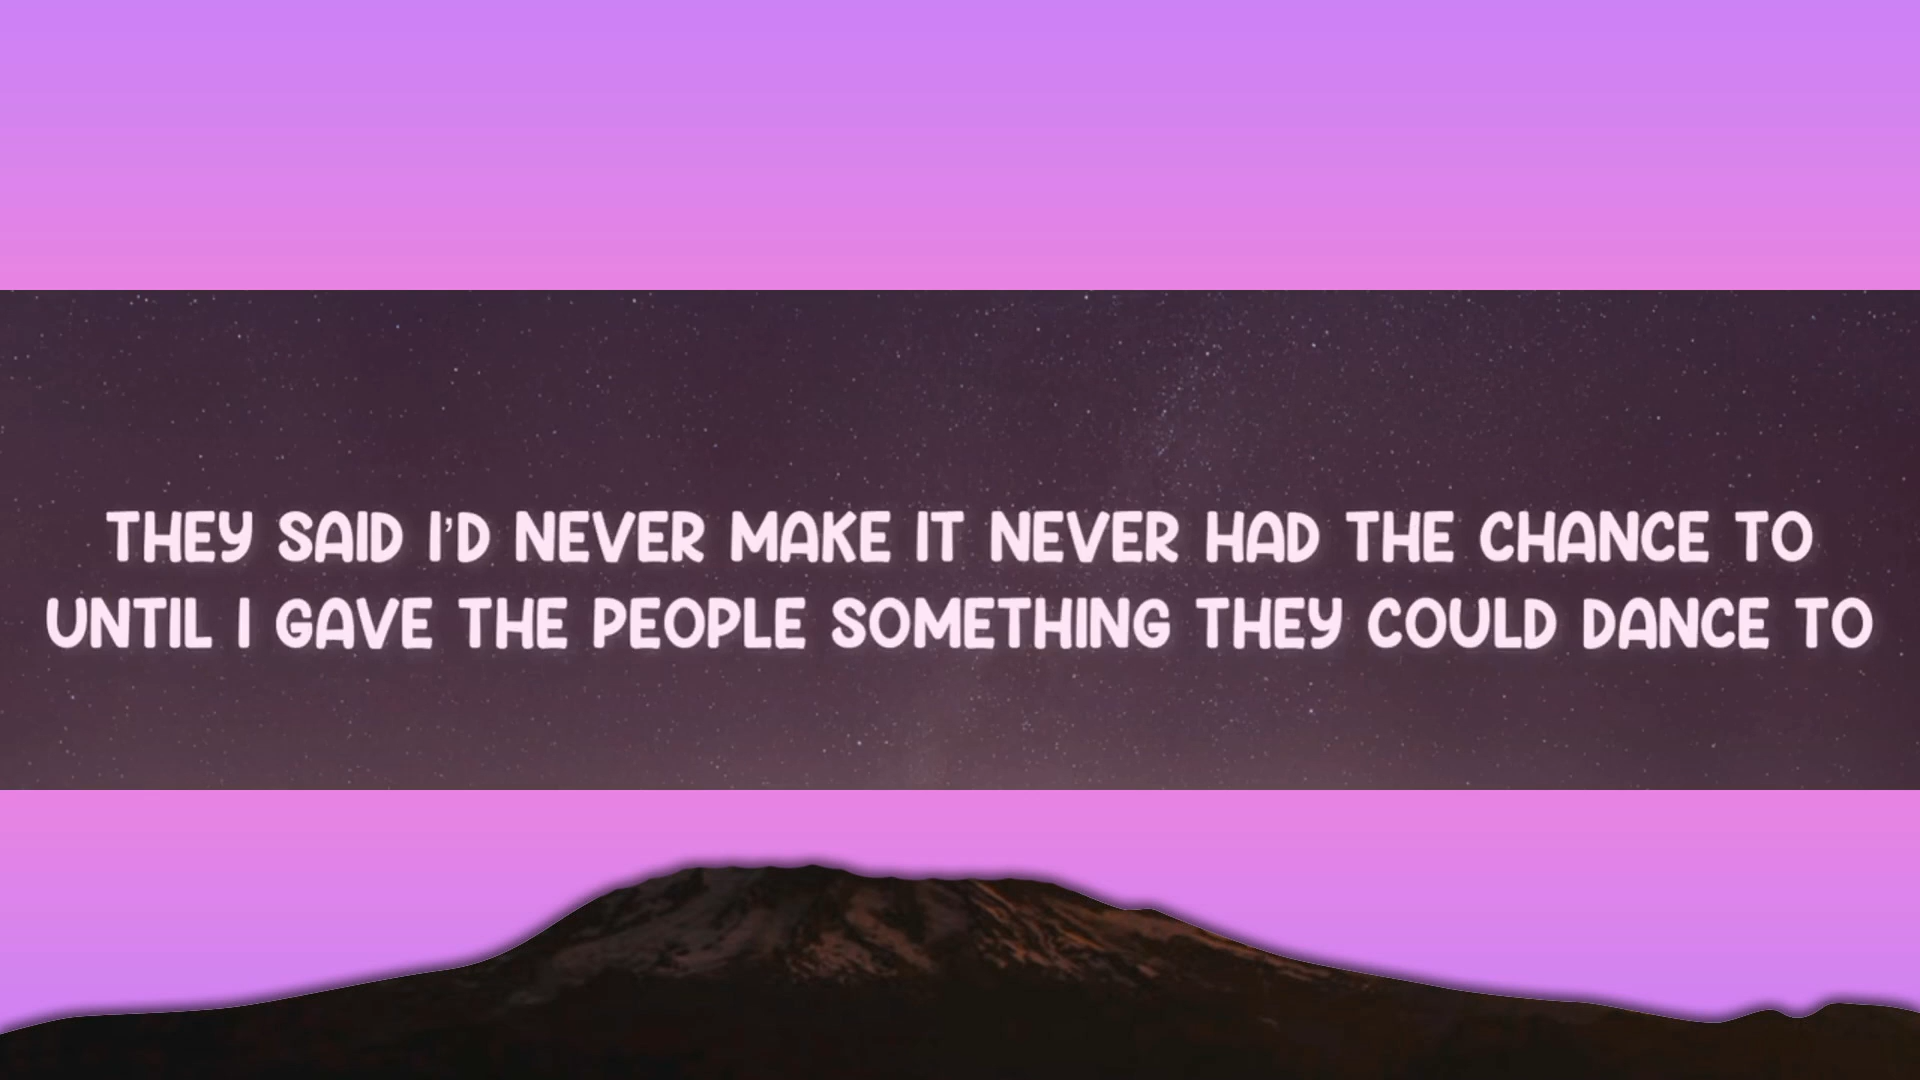 THEY SAID I'D NEVER MAKE IT NEVER HAD THE CHANCE TO
UNTIL I GAVE THE PEOPLE SOMETHING THEY COULD DANCE TO